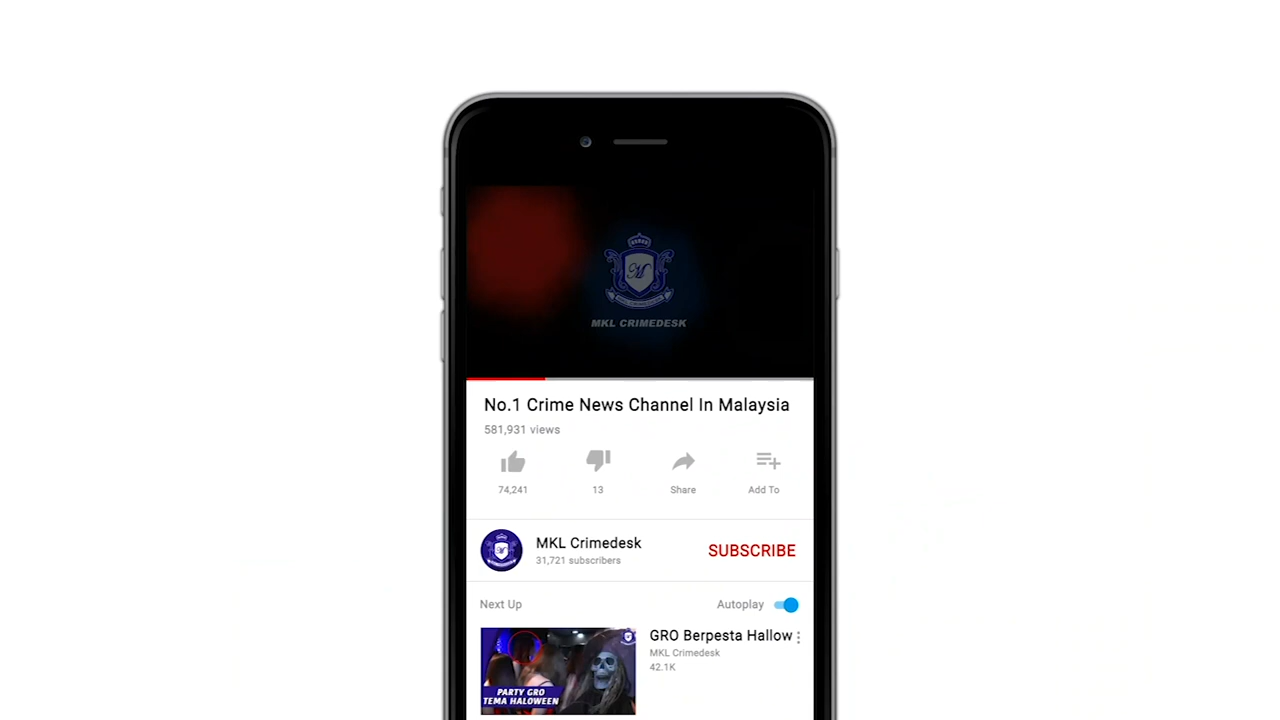 MKL CRIMEDESK
No.1 Crime News Channel In Malaysia
581,931 views
74,241
13
Share
Add To
MKL Crimedesk
31,721 subscribers
SUBSCRIBE
Next Up
Autoplay
PARTY GRO
TEMA HALOWEEN
GRO Berpesta Hallow
MKL Crimedesk
42.1K